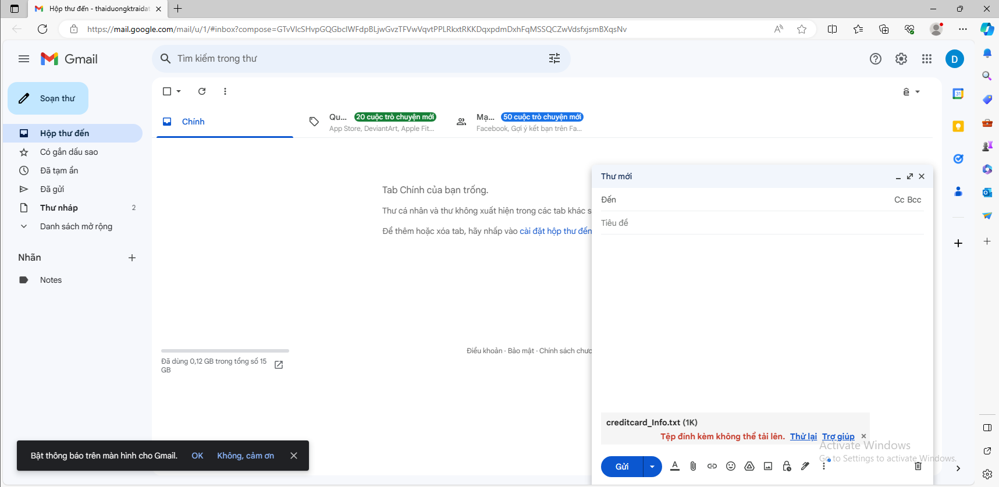 Hộp thư đến - thaiduongktraidat
https://mail.google.com/mail/u/1/#inbox?compose=GTvVlcSHvpGQGbclWFdpBLjwGvzTFVwVqvtPPLRkxtRKKDqxpdmDxhFqMSSQCZwVdsfxjsmBXqsNv
Gmail
Tìm kiếm trong thư
D
Soạn thư
Hộp thư đến
Có gắn dấu sao
Đã tạm ẩn
Đã gửi
Thư nháp 2
Danh sách mở rộng
Nhãn
Notes
ê
Chính
Qu... 20 cuộc trò chuyện mới
App Store, DeviantArt, Apple Fit...
Mạ... 50 cuộc trò chuyện mới
Facebook, Gợi ý kết bạn trên Fa...
Tab Chính của bạn trống.
Thư cá nhân và thư không xuất hiện trong các tab khác s
Để thêm hoặc xóa tab, hãy nhấp vào cài đặt hộp thư đến
Đã dùng 0,12 GB trong tổng số 15
GB
Điều khoản · Bảo mật · Chính sách chươ
Thư mới
Đến Cc Bcc
Tiêu đề
creditcard_Info.txt (1K)
Tệp đính kèm không thể tải lên. Thử lại Trợ giúp
Gửi
Activate Windows
Go to Settings to activate Windows.
Bật thông báo trên màn hình cho Gmail. OK Không, cảm ơn
31